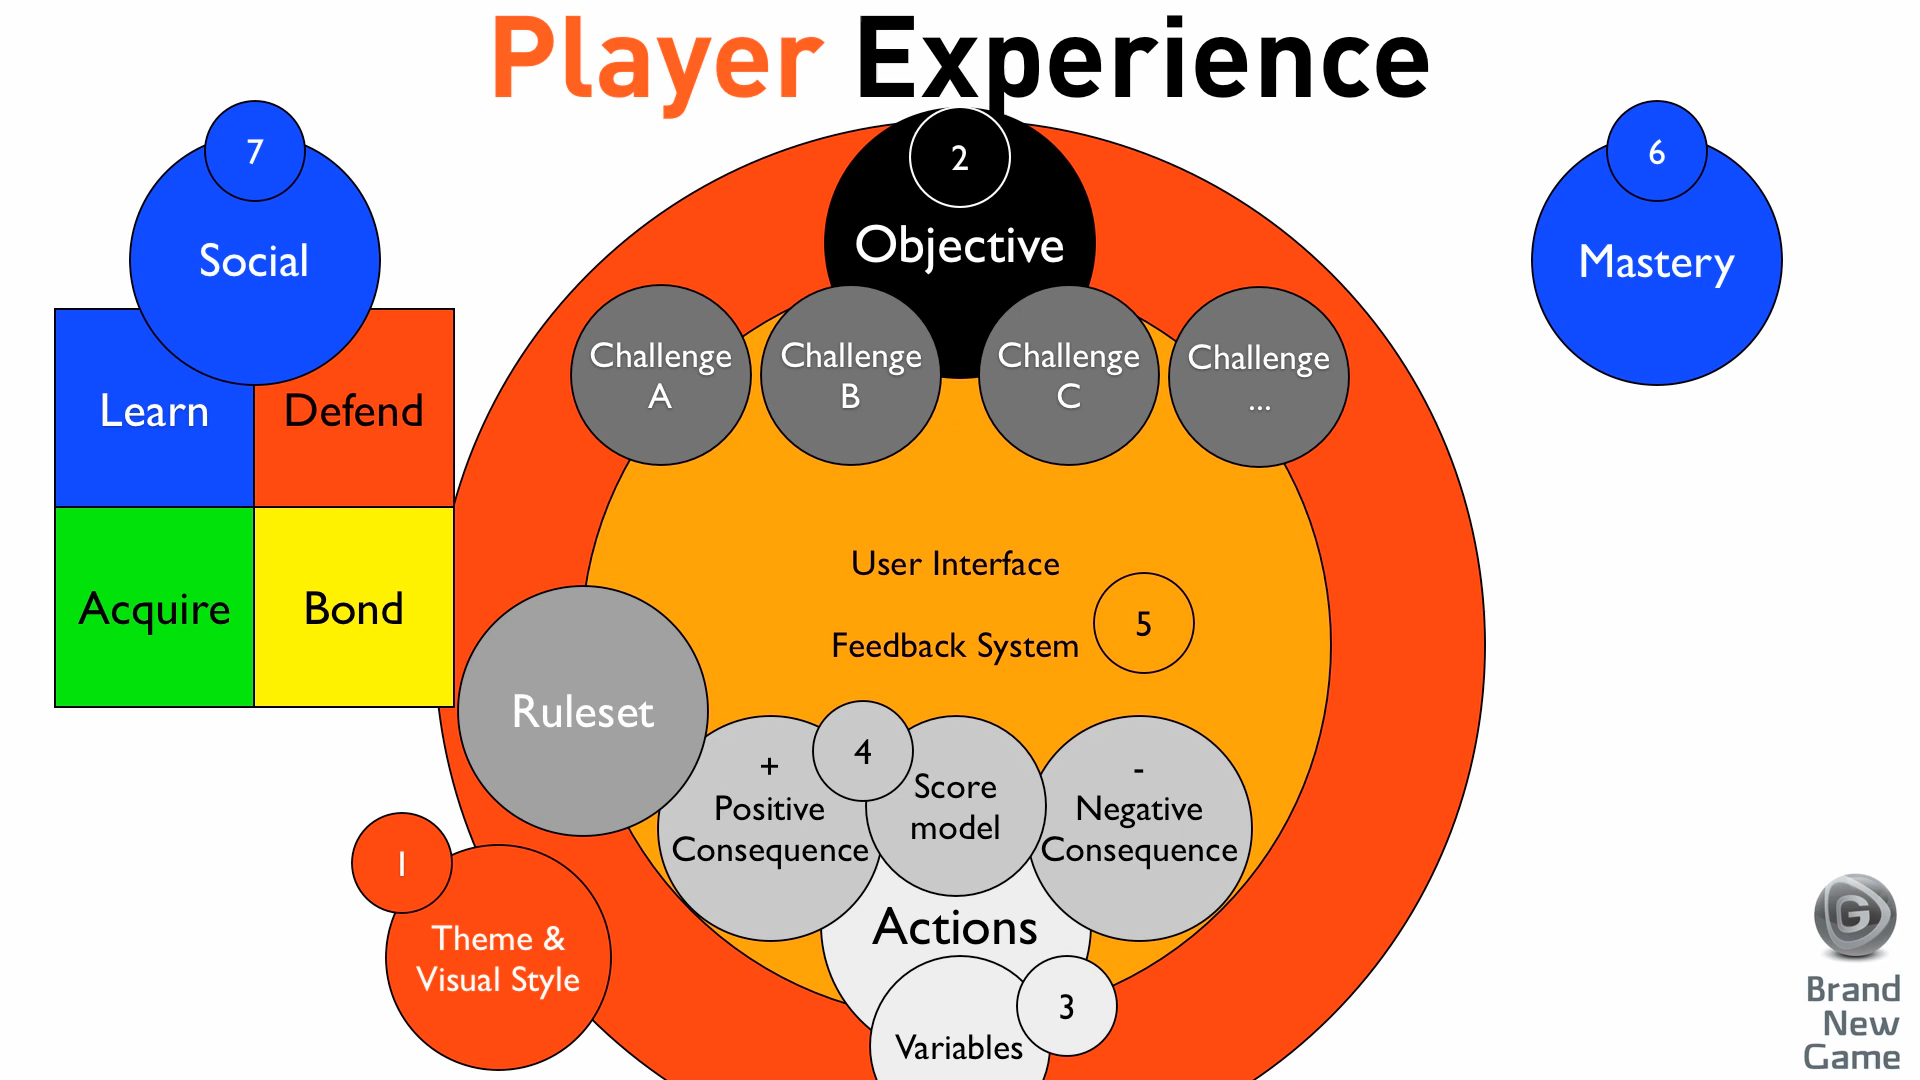 Player Experience
7
Social
Learn
Defend
Acquire
Bond
2
Objective
Challenge
A
Challenge
B
Challenge
C
Challenge
...
6
Mastery
User Interface
Feedback System
5
Ruleset
+
Positive
Consequence
4
Score
model
-
Negative
Consequence
Actions
3
Variables
1
Theme &
Visual Style
G
Brand
New
Game